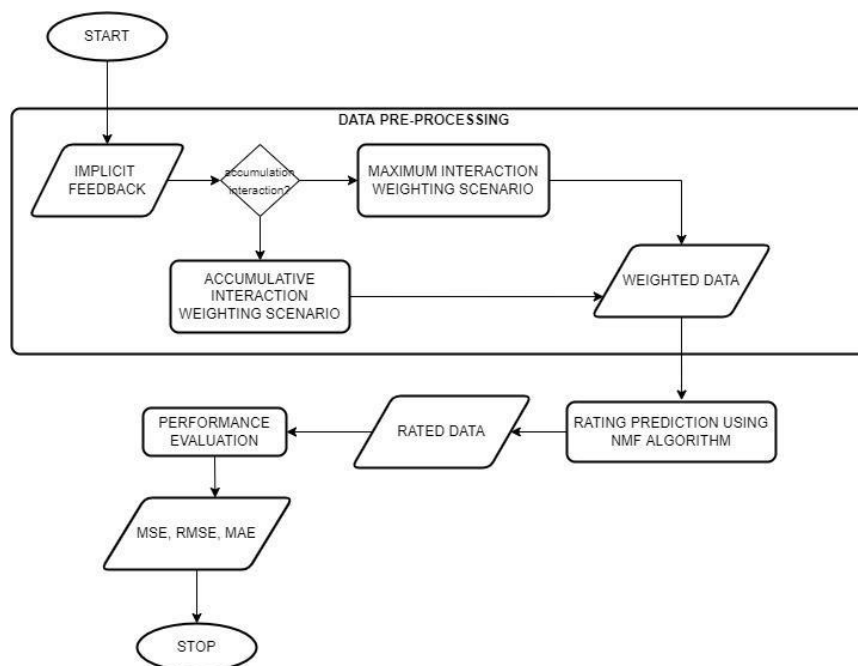 START
DATA PRE-PROCESSING
IMPLICIT
FEEDBACK
accumulation
interaction?
MAXIMUM INTERACTION
WEIGHTING SCENARIO
ACCUMULATIVE
INTERACTION
WEIGHTING SCENARIO
WEIGHTED DATA
RATING PREDICTION USING
NMF ALGORITHM
RATED DATA
PERFORMANCE
EVALUATION
MSE, RMSE, MAE
STOP